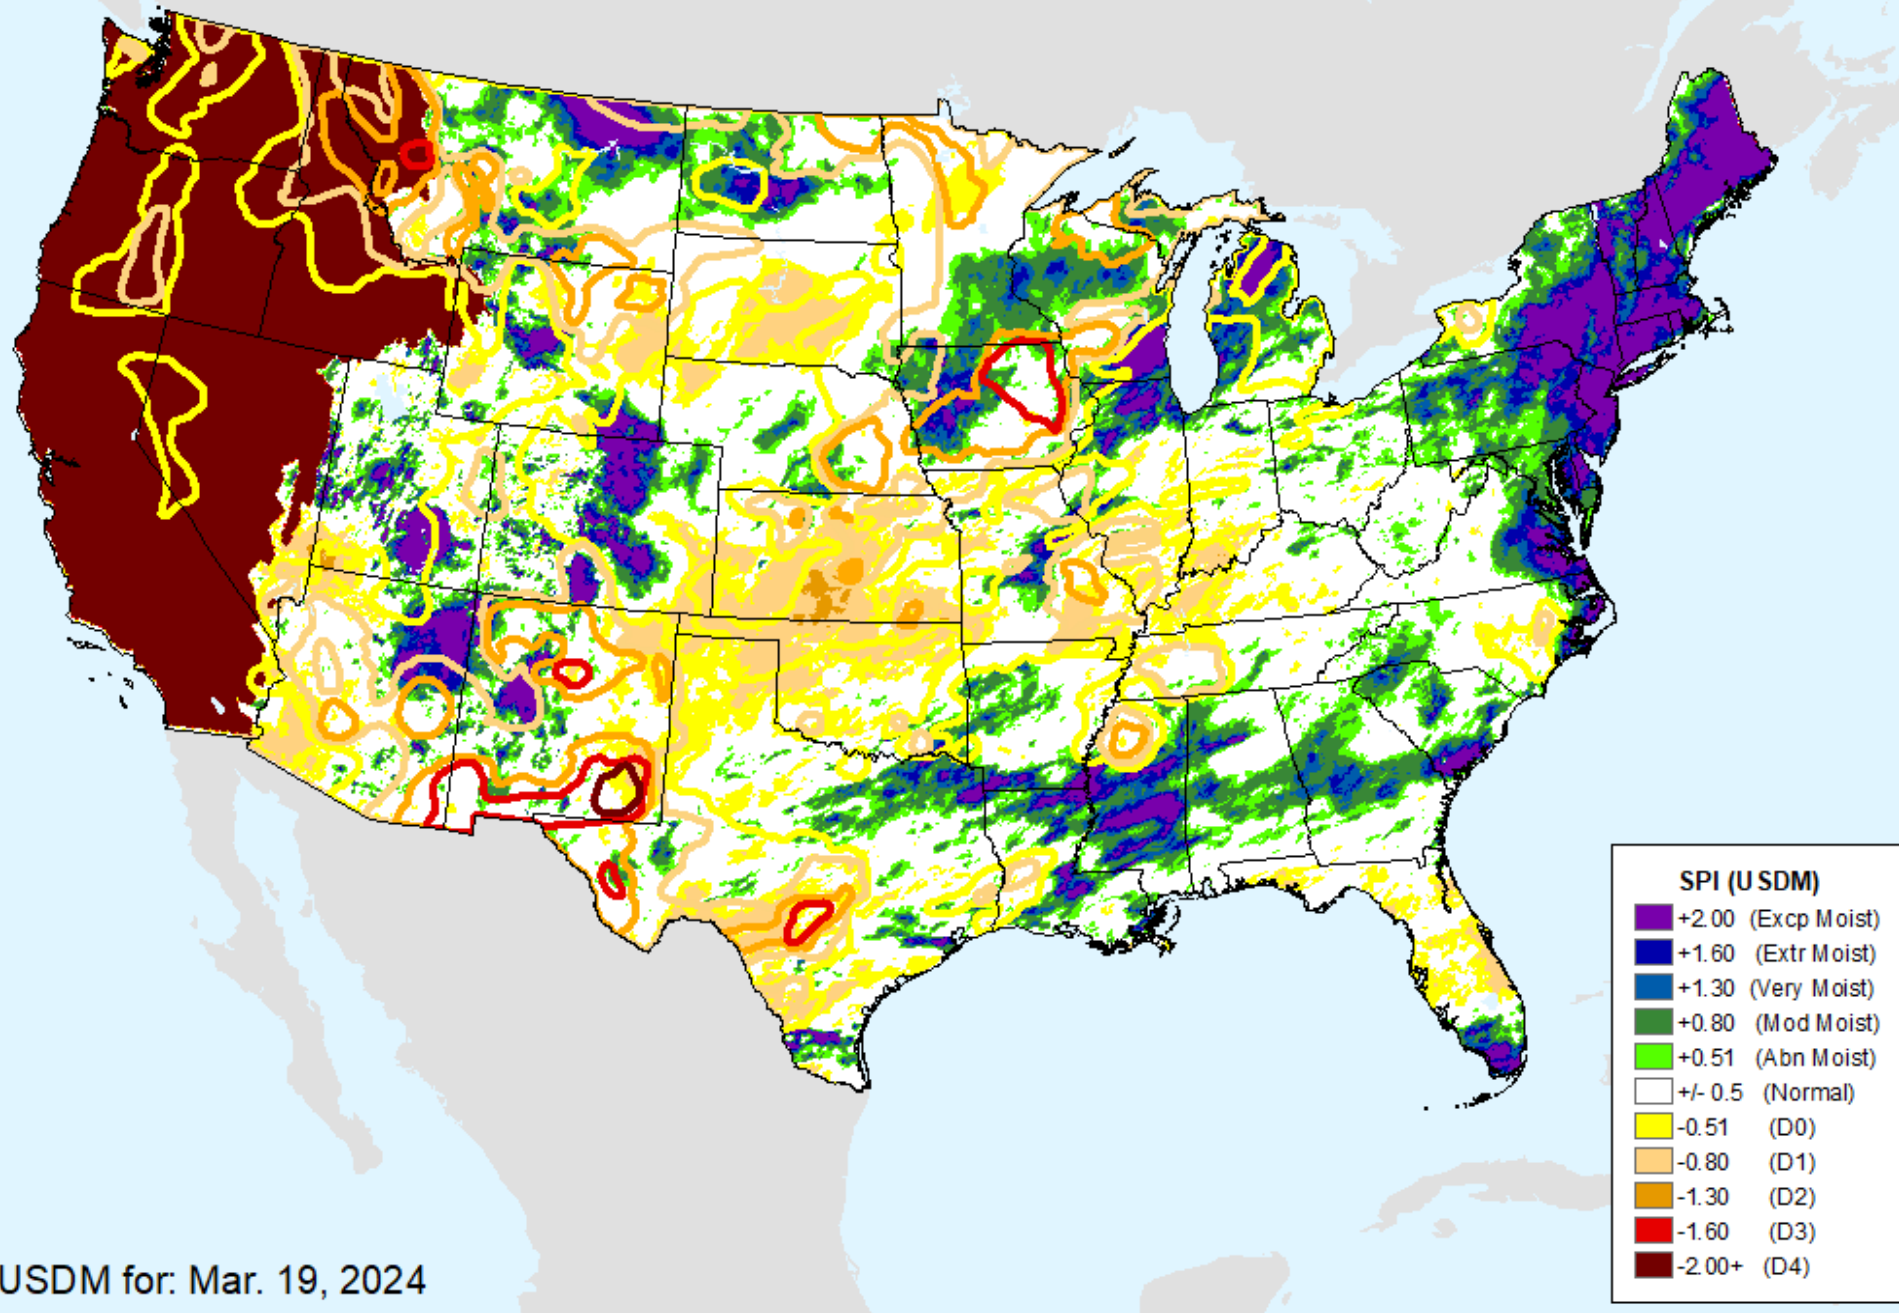 SPI (USDM)
+2.00 (Excp Moist)
+1.60 (Extr Moist)
+1.30 (Very Moist)
+0.80 (Mod Moist)
+0.51 (Abn Moist)
+/- 0.5 (Normal)
-0.51 (D0)
-0.80 (D1)
-1.30 (D2)
-1.60 (D3)
-2.00+ (D4)
USDM for: Mar. 19, 2024